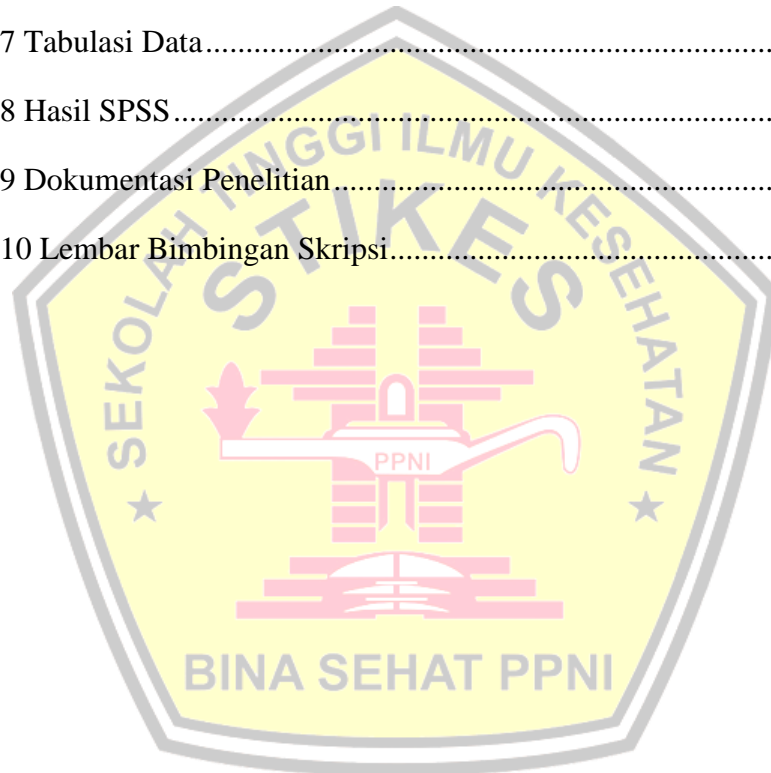 7 Tabulasi Data...........................................................................
8 Hasil SPSS...............................................................................
9 Dokumentasi Penelitian.......................................................
10 Lembar Bimbingan Skripsi................................................
SEKOLAH TINGGI ILMU KESEHATAN
STIKES
PPNI
BINA SEHAT PPNI